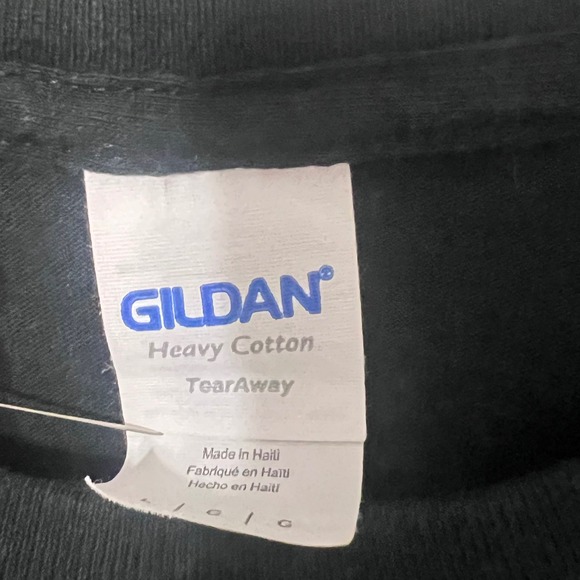 GILDAN®
Heavy Cotton
TearAway
Made in Haiti
Fabriqué en Haïti
Hecho en Haití
L / G / G